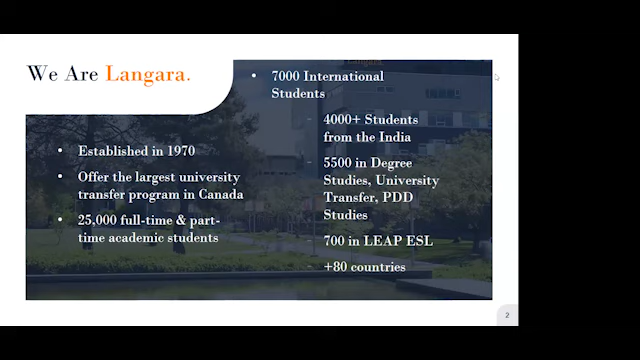 We Are Langara.
• Established in 1970
• Offer the largest university
transfer program in Canada
• 25,000 full-time & part-
time academic students
• 7000 International
Students
– 4000+ Students
from the India
– 5500 in Degree
Studies, University
Transfer, PDD
Studies
– 700 in LEAP ESL
– +80 countries
Langara.
2